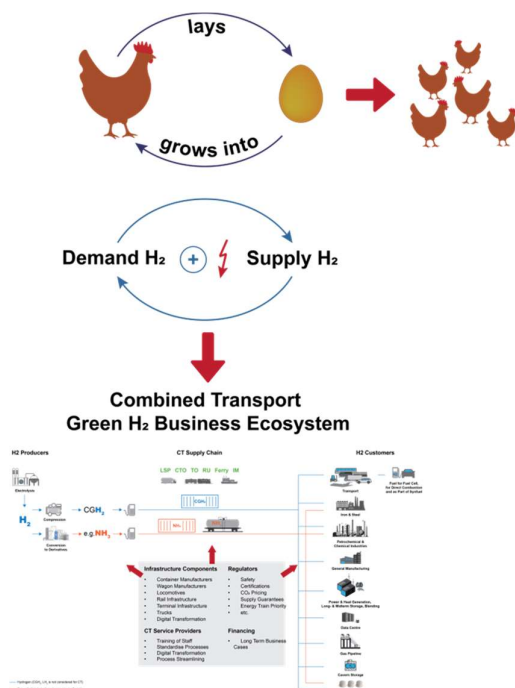 lays
grows into
Demand H₂
+
Supply H₂
Combined Transport
Green H₂ Business Ecosystem
H2 Producers
CT Supply Chain
H2 Customers
LSP CTO TO RU Ferry IM
Electrolysis
H₂
Compression
CGH₂
CGH₂
Conversion
to Derivatives
e.g.NH₃
NH₃
Transport
Fuel for Fuel Cell,
for Direct Combustion
and as Part of Synfuel
Iron & Steel
Petrochemical &
Chemical Industrial
General Manufacturing
Power & Heat Generation,
Long- & Midterm Storage, Blending
Data Centre
Gas Pipeline
Cavern Storage
Infrastructure Components
• Container Manufacturers
• Wagon Manufacturers
• Locomotives
• Rail Infrastructure
• Terminal Infrastructure
• Trucks
• Digital Transformation
CT Service Providers
• Training of Staff
• Standardise Processes
• Digital Transformation
• Process Streamlining
Regulators
• Safety
• Certifications
• CO₂ Pricing
• Supply Guarantees
• Energy Train Priority
• etc.
Financing
• Long Term Business
Cases